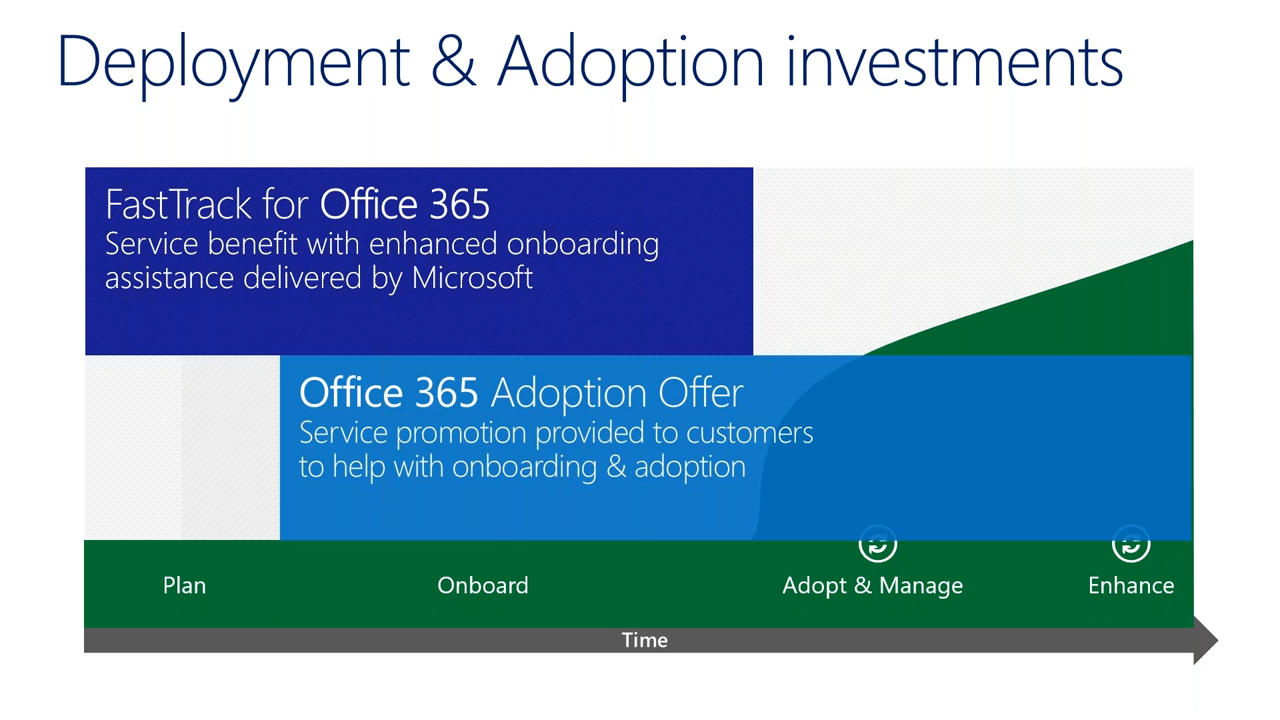 Deployment & Adoption investments
FastTrack for Office 365
Service benefit with enhanced onboarding
assistance delivered by Microsoft
Office 365 Adoption Offer
Service promotion provided to customers
to help with onboarding & adoption
Plan
Onboard
Adopt & Manage
Enhance
Time